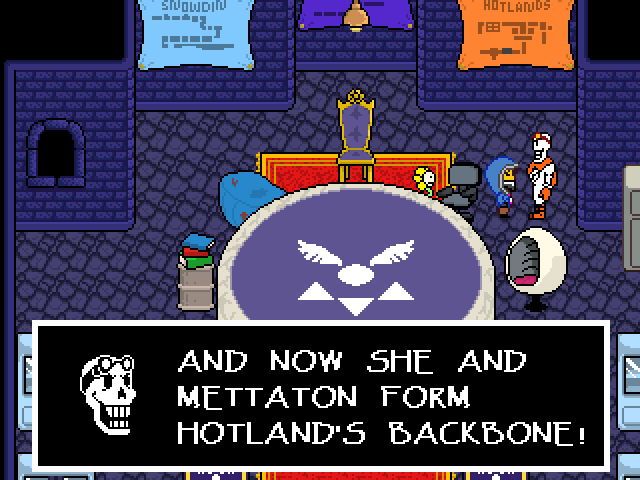 SNOWDIN
HOTLANDS
AND NOW SHE AND
METTATON FORM
HOTLAND'S BACKBONE!